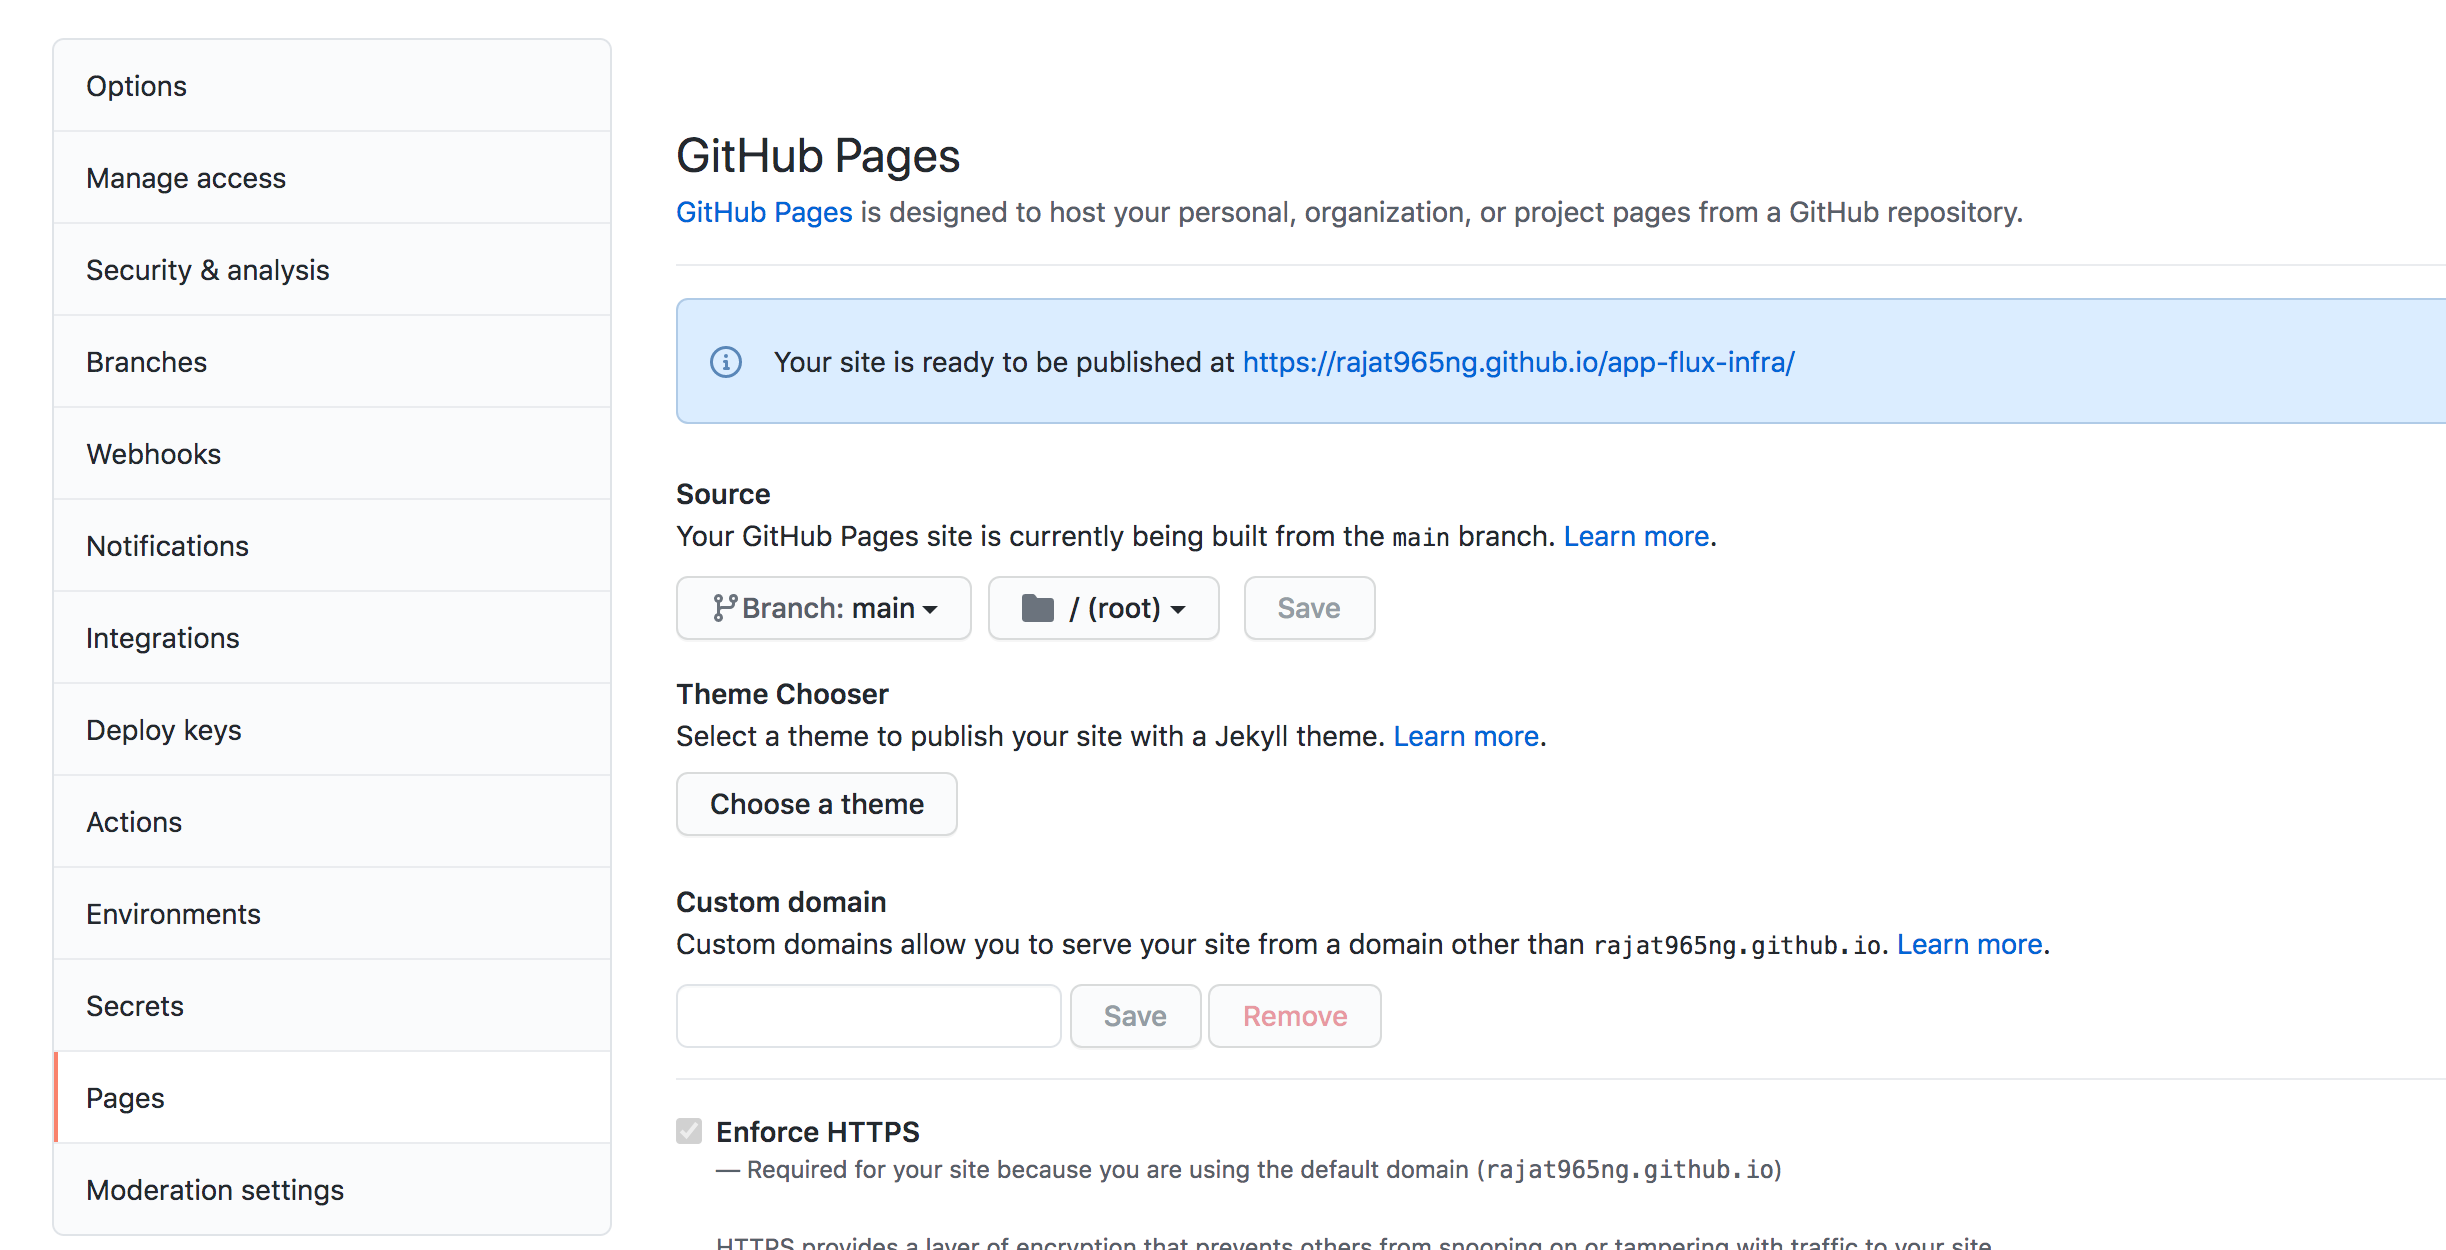 Options
Manage access
Security & analysis
Branches
Webhooks
Notifications
Integrations
Deploy keys
Actions
Environments
Secrets
Pages
Moderation settings
GitHub Pages
GitHub Pages is designed to host your personal, organization, or project pages from a GitHub repository.
Your site is ready to be published at https://rajat965ng.github.io/app-flux-infra/
Source
Your GitHub Pages site is currently being built from the main branch. Learn more.
Branch: main
/ (root)
Save
Theme Chooser
Select a theme to publish your site with a Jekyll theme. Learn more.
Choose a theme
Custom domain
Custom domains allow you to serve your site from a domain other than rajat965ng.github.io. Learn more.
Save
Remove
Enforce HTTPS
— Required for your site because you are using the default domain (rajat965ng.github.io)
HTTPS provides a layer of encryption that prevents others from snooping on or tampering with traffic to your site